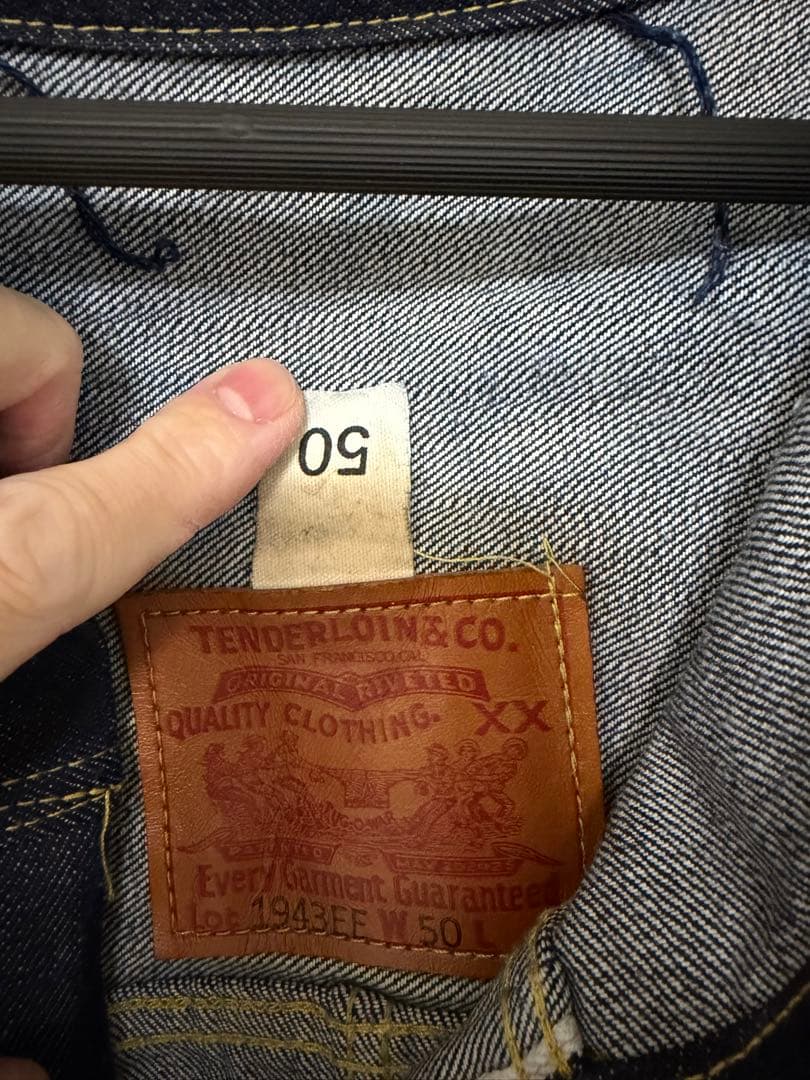 50
TENDERLOIN & CO.
SAN FRANCISCO, CAL.
ORIGINAL RIVETED
QUALITY CLOTHING. XX
Every Garment Guaranteed
Lot 1943EE W 50 L